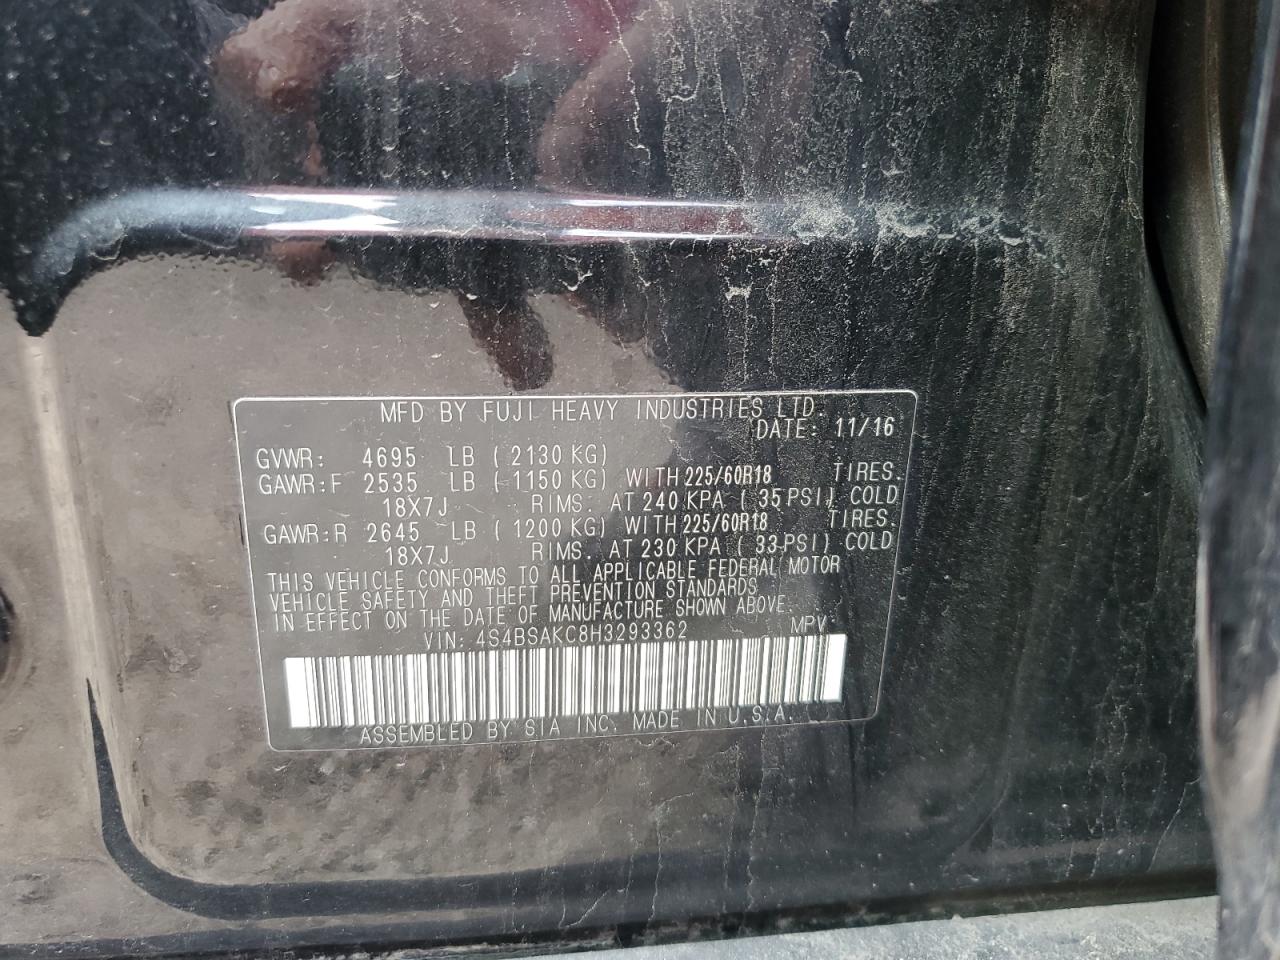 MFD BY FUJI HEAVY INDUSTRIES LTD.
DATE: 11/16
GVWR: 4695 LB (2130 KG)
GAWR:F 2535 LB (1150 KG) WITH 225/60R18 TIRES.
18X7J RIMS. AT 240 KPA (35 PSI) COLD
GAWR:R 2645 LB (1200 KG) WITH 225/60R18 TIRES.
18X7J RIMS. AT 230 KPA (33 PSI) COLD
THIS VEHICLE CONFORMS TO ALL APPLICABLE FEDERAL MOTOR
VEHICLE SAFETY AND THEFT PREVENTION STANDARDS
IN EFFECT ON THE DATE OF MANUFACTURE SHOWN ABOVE.
VIN: 4S4BSAKC8H3293362 MPV
ASSEMBLED BY SIA INC. MADE IN U.S.A.